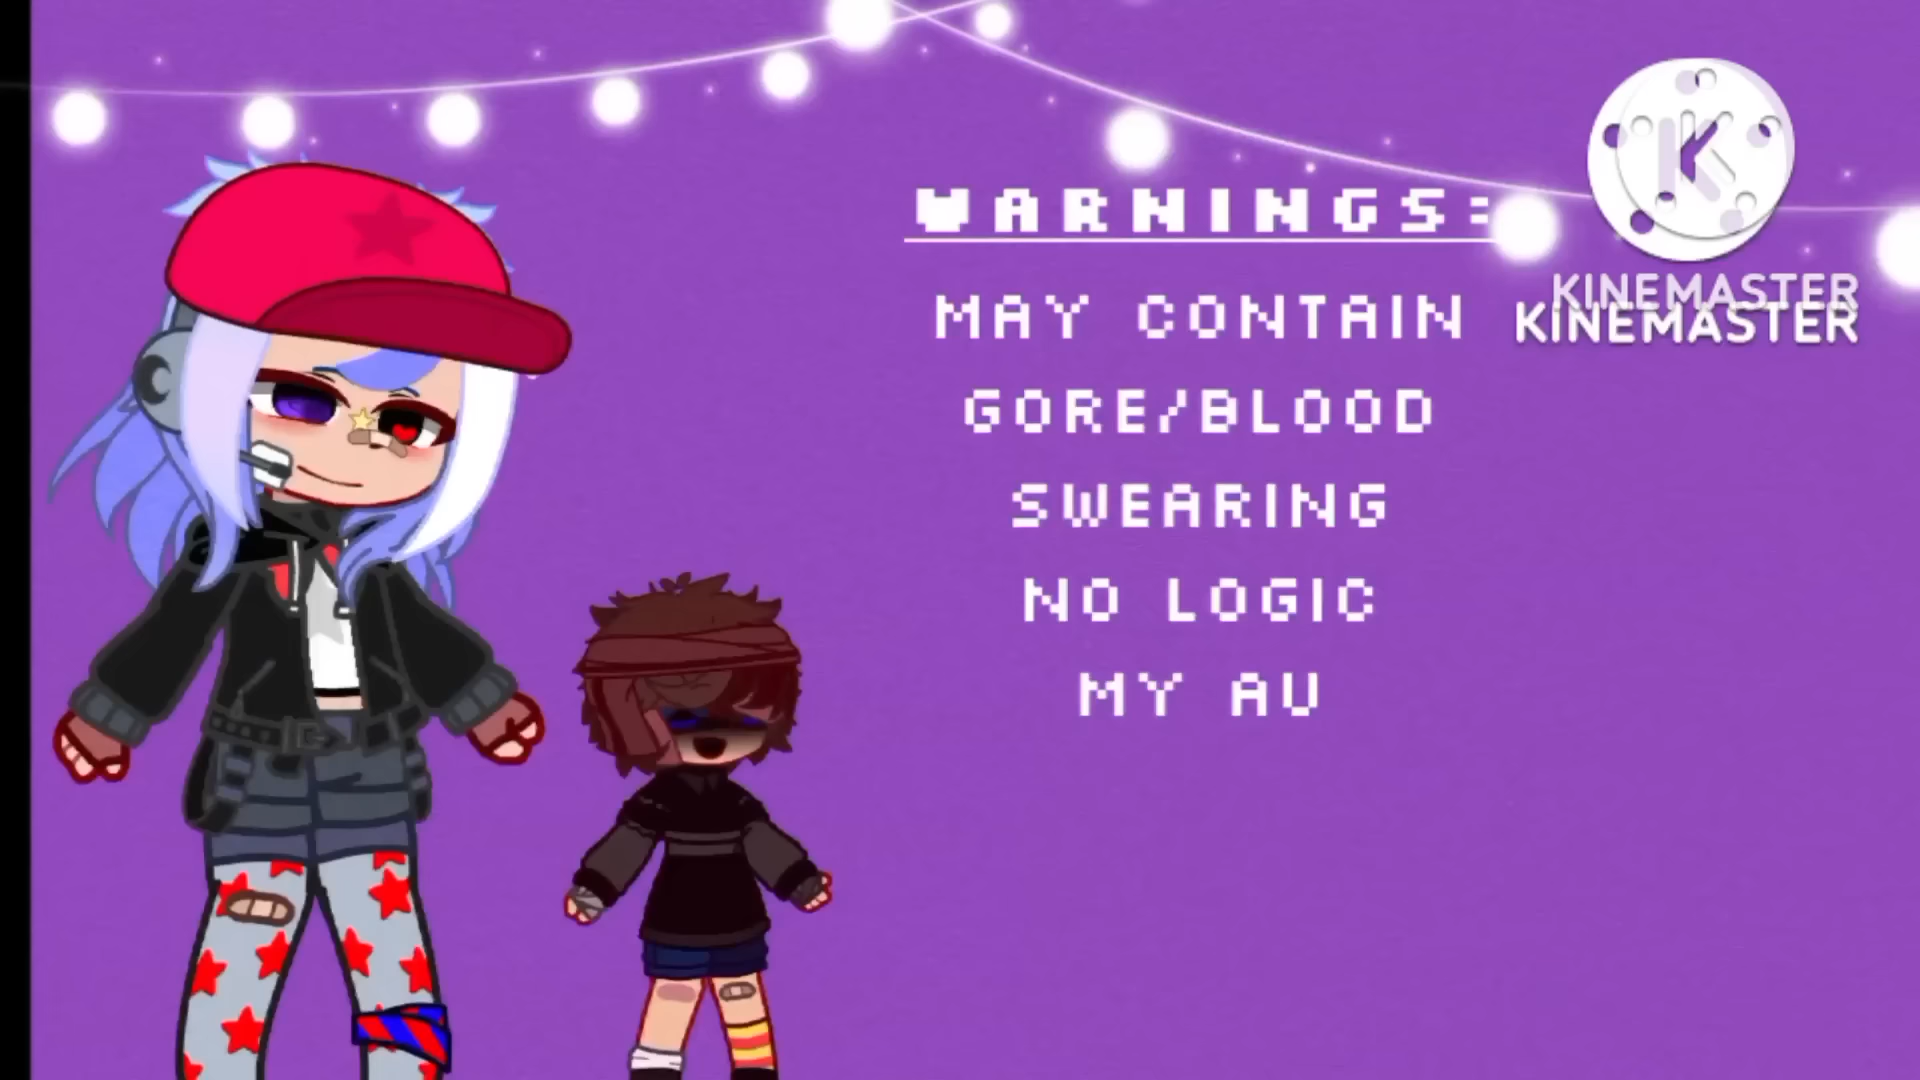 WARNINGS:
MAY CONTAIN
GORE/BLOOD
SWEARING
NO LOGIC
MY AU
K
KINEMASTER
KINEMASTER